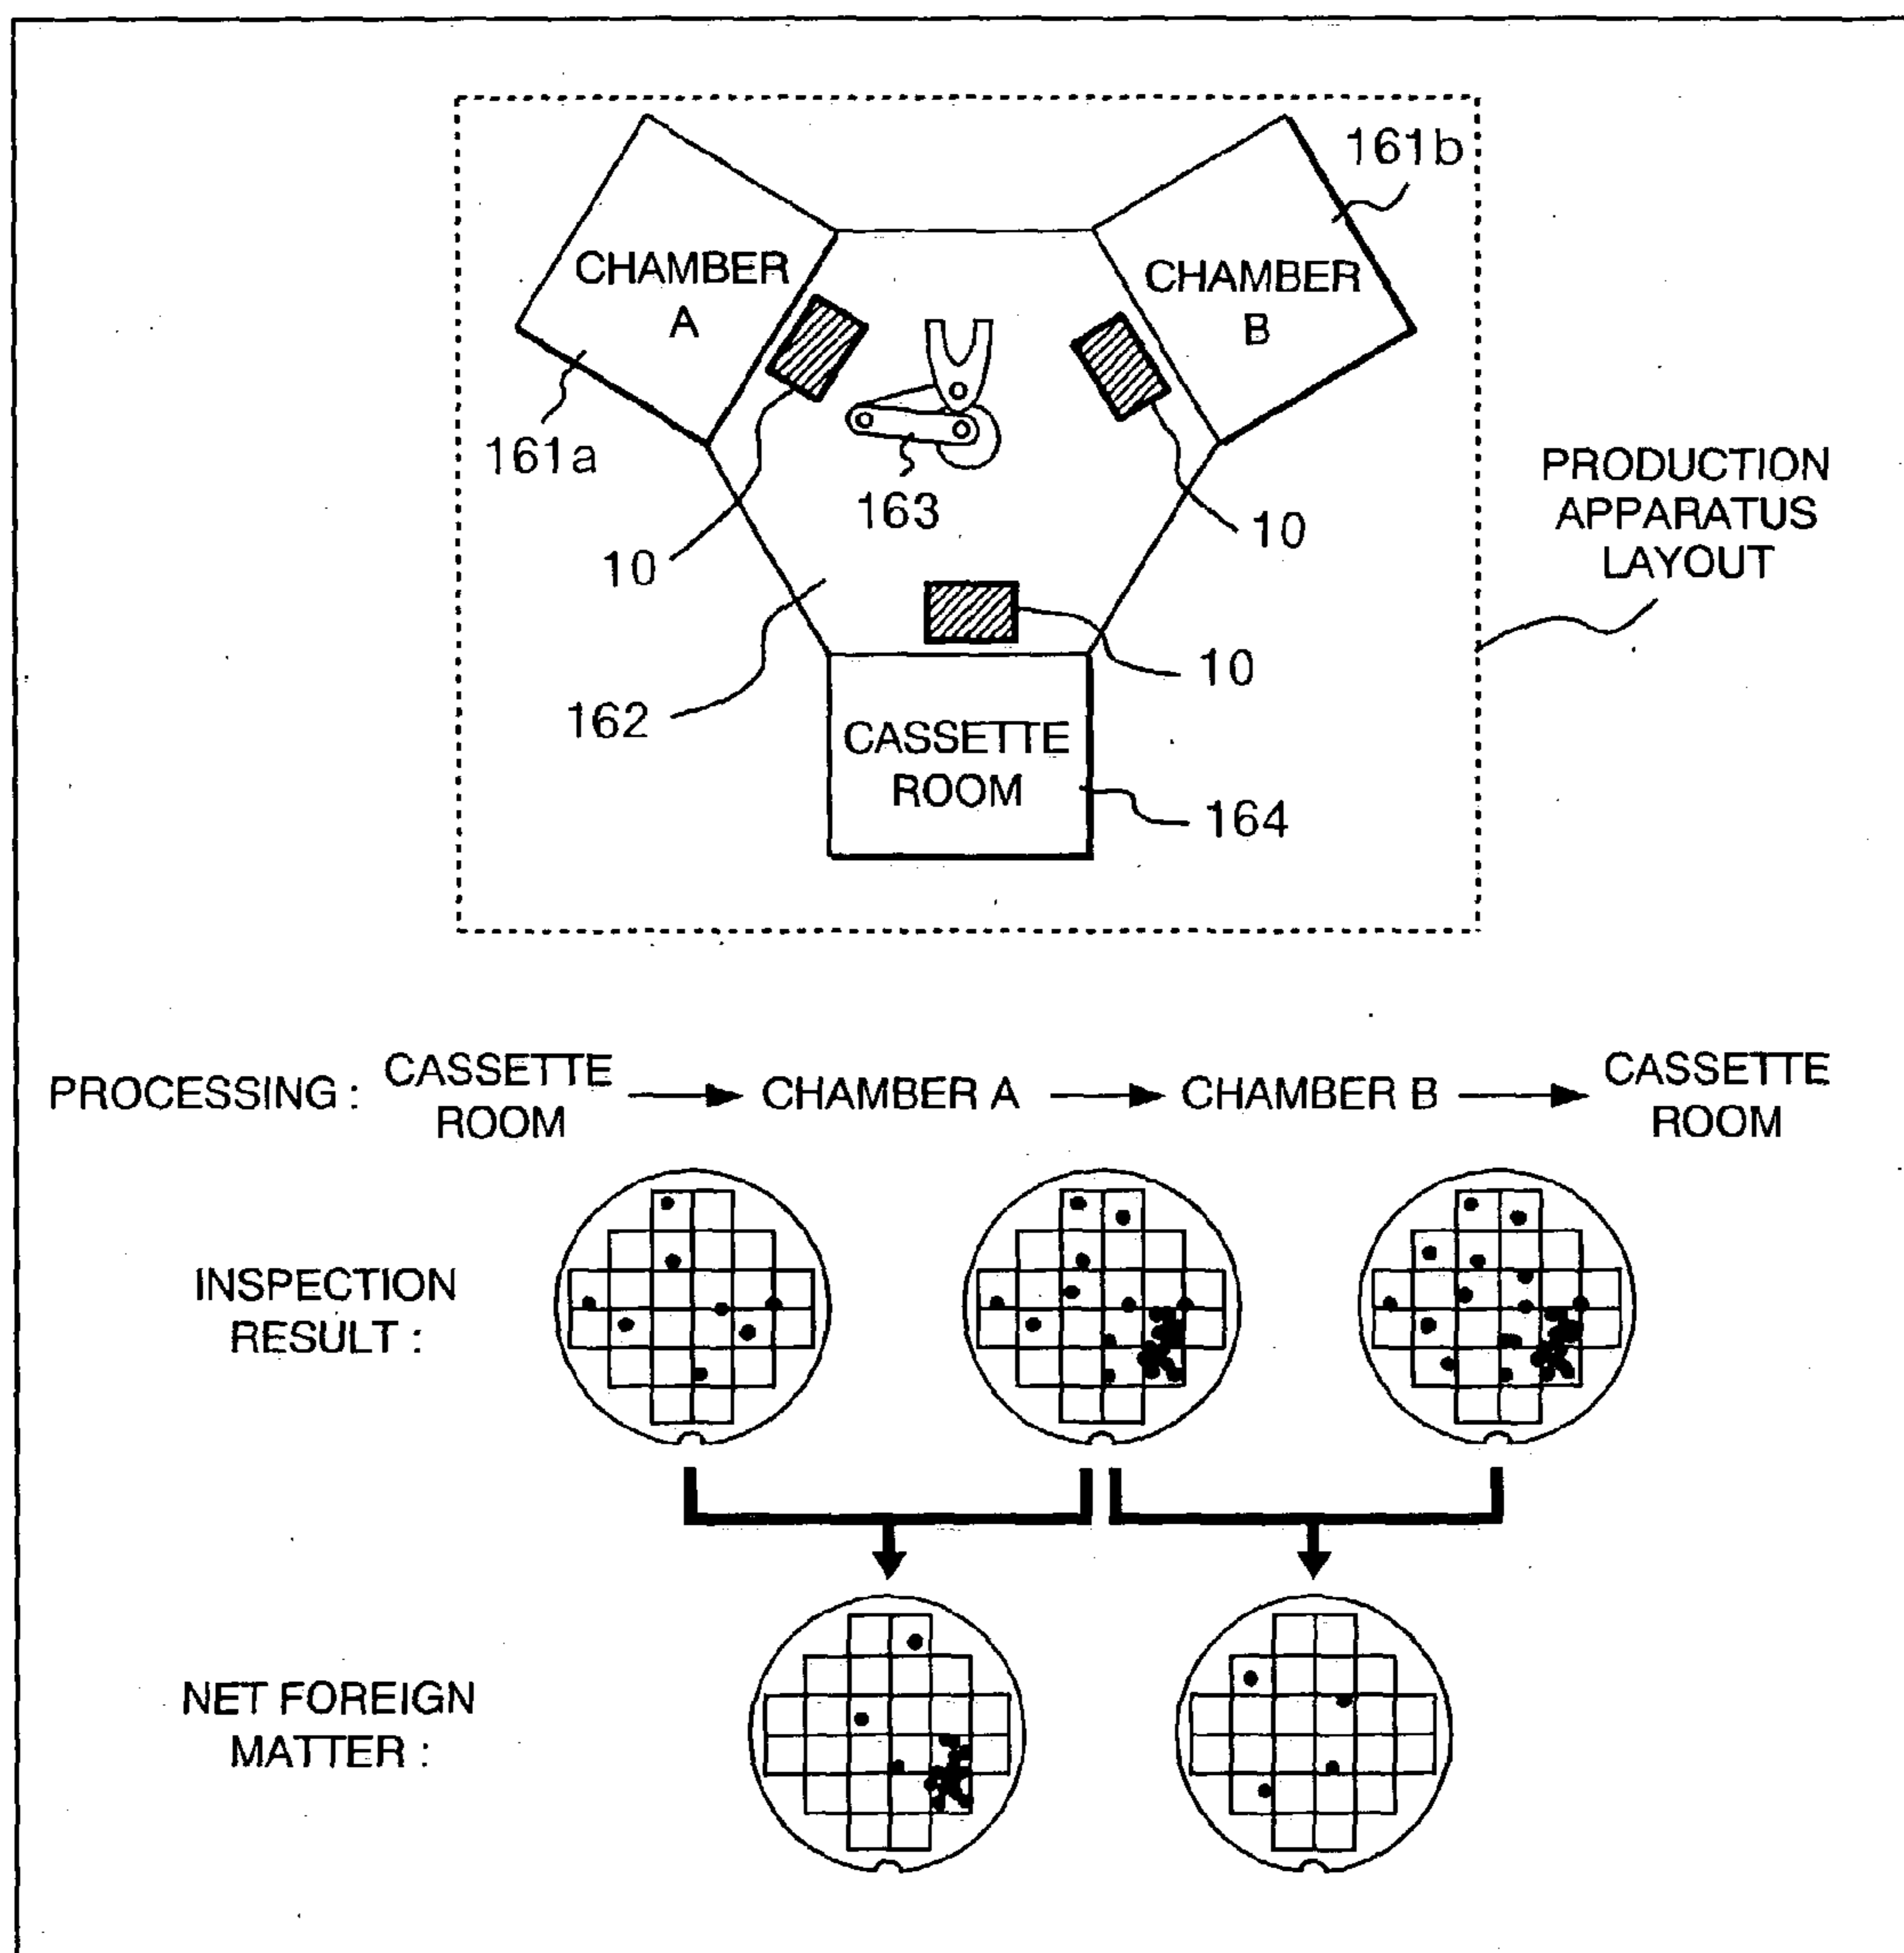 161b
CHAMBER
A
CHAMBER
B
161a
163
10
10
PRODUCTION
APPARATUS
LAYOUT
10
162
CASSETTE
ROOM
164
PROCESSING : CASSETTE ROOM CHAMBER A CHAMBER B CASSETTE ROOM
INSPECTION
RESULT :
NET FOREIGN
MATTER :